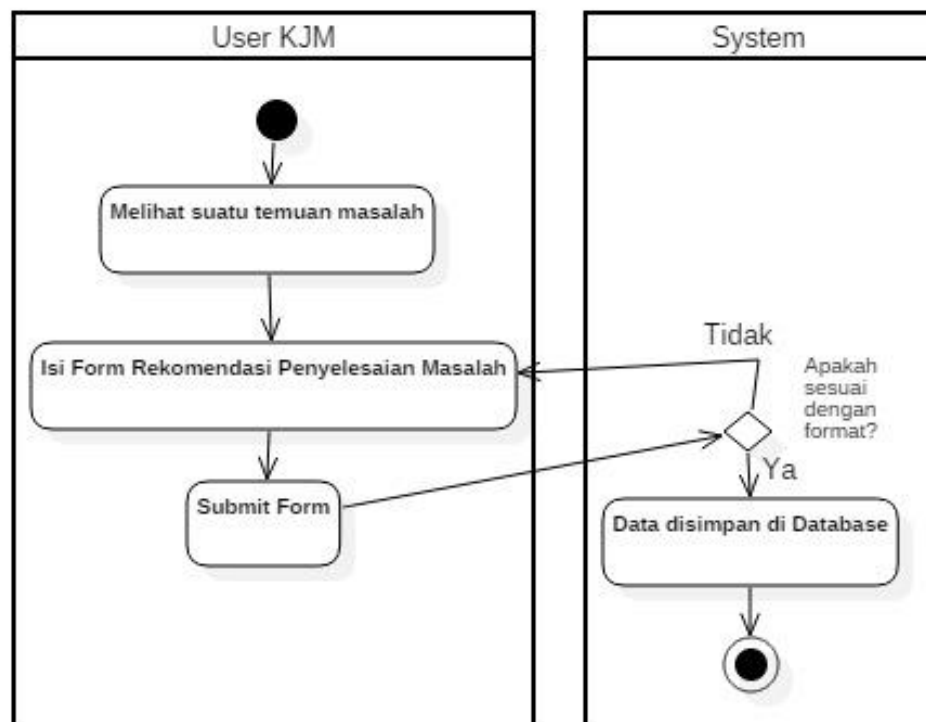 User KJM
System
Melihat suatu temuan masalah
Tidak
Isi Form Rekomendasi Penyelesaian Masalah
Apakah
sesuai
dengan
format?
Ya
Submit Form
Data disimpan di Database